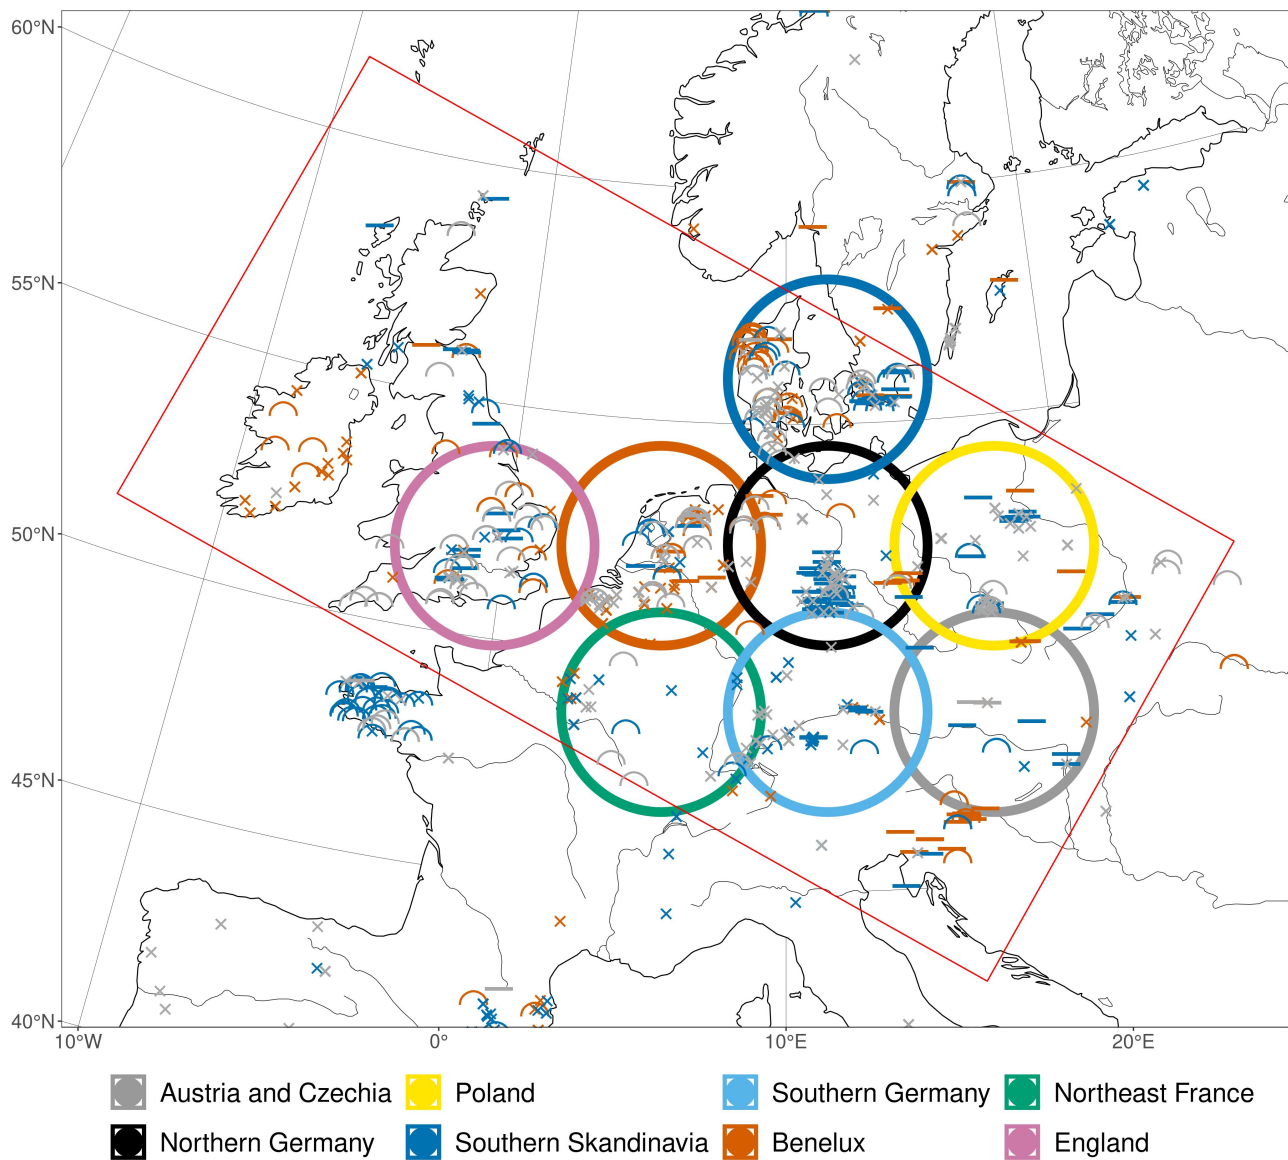 60°N
55°N
50°N
45°N
40°N
10°W 0° 10°E 20°E
Austria and Czechia Poland Southern Germany Northeast France
Northern Germany Southern Skandinavia Benelux England